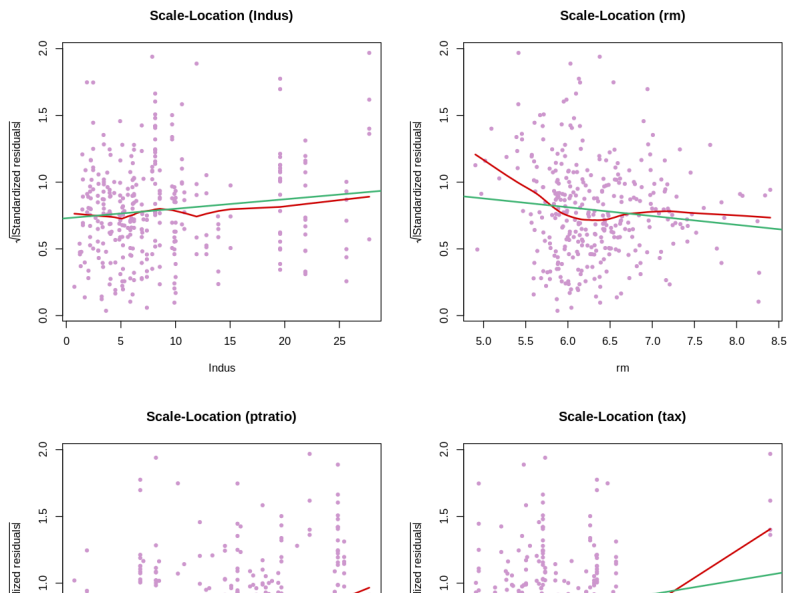 Scale-Location (Indus)
2.0
1.5
1.0
0.5
0.0
√|Standardized residuals|
0 5 10 15 20 25
Indus
Scale-Location (rm)
2.0
1.5
1.0
0.5
0.0
√|Standardized residuals|
5.0 5.5 6.0 6.5 7.0 7.5 8.0 8.5
rm
Scale-Location (ptratio)
2.0
1.5
1.0
residuals|
Scale-Location (tax)
2.0
1.5
1.0
residuals|